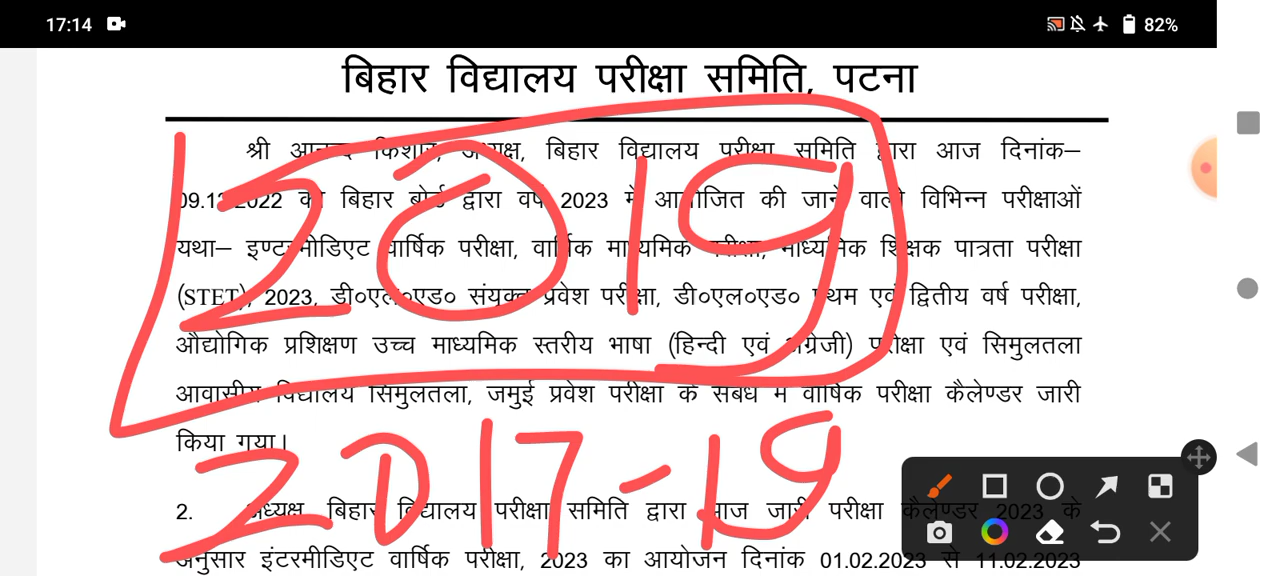 17:14 82%
बिहार विद्यालय परीक्षा समिति, पटना
श्री आनन्द किशोर, अध्यक्ष, बिहार विद्यालय परीक्षा समिति द्वारा आज दिनांक–
09.12.2022 को बिहार बोर्ड द्वारा वर्ष 2023 में आयोजित की जाने वाली विभिन्न परीक्षाओं
यथा– इण्टरमीडिएट वार्षिक परीक्षा, वार्षिक माध्यमिक परीक्षा, माध्यमिक शिक्षक पात्रता परीक्षा
(STET), 2023, डी०एल०एड० संयुक्त प्रवेश परीक्षा, डी०एल०एड० प्रथम एवं द्वितीय वर्ष परीक्षा,
औद्योगिक प्रशिक्षण उच्च माध्यमिक स्तरीय भाषा (हिन्दी एवं अंग्रेजी) परीक्षा एवं सिमुलतला
आवासीय विद्यालय सिमुलतला, जमुई प्रवेश परीक्षा के संबंध में वार्षिक परीक्षा कैलेण्डर जारी
किया गया।
2019
2017-19
2. अध्यक्ष, बिहार विद्यालय परीक्षा समिति द्वारा आज जारी परीक्षा कैलेण्डर 2023 के
अनुसार इंटरमीडिएट वार्षिक परीक्षा, 2023 का आयोजन दिनांक 01.02.2023 से 11.02.2023